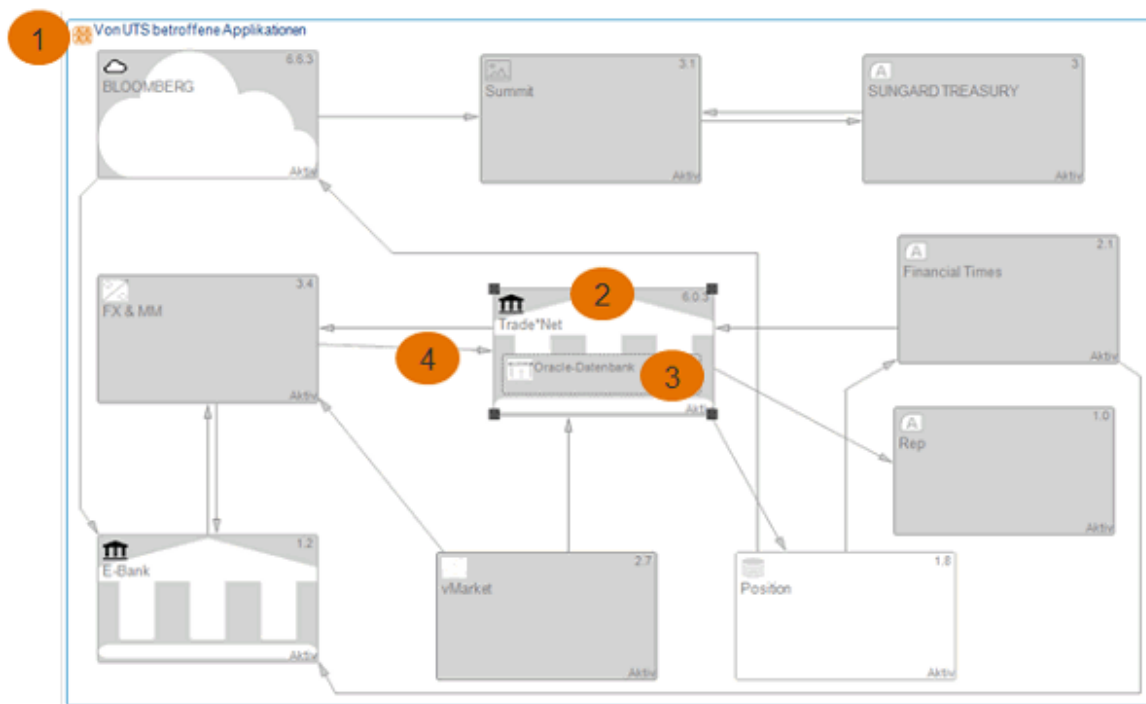 1
Von UTS betroffene Applikationen
6.6.3
BLOOMBERG
Aktiv
3.1
Summit
Aktiv
3
A
SUNGARD TREASURY
Aktiv
3.4
FX & MM
Aktiv
2
6.0.3
Trade*Net
Oracle-Datenbank
3
Aktiv
4
2.1
A
Financial Times
Aktiv
1.0
A
Rep
Aktiv
1.2
E-Bank
Aktiv
2.7
vMarket
Aktiv
1.8
Position
Aktiv